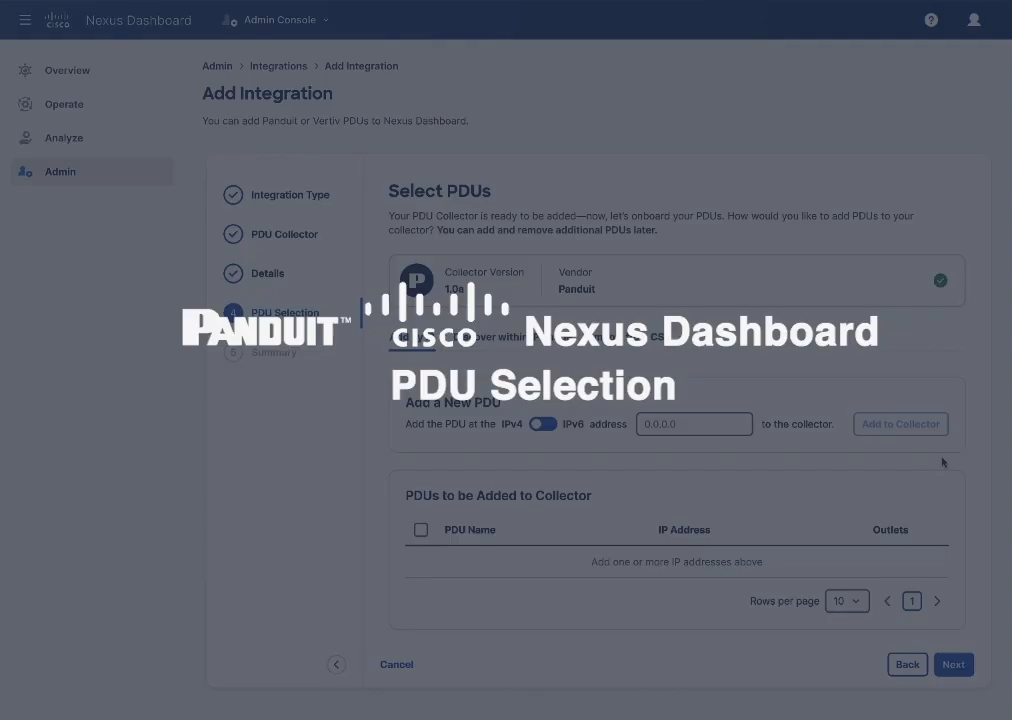 CISCO Nexus Dashboard Admin Console
Overview
Operate
Analyze
Admin
Admin > Integrations > Add Integration
Add Integration
You can add Panduit or Vertiv PDUs to Nexus Dashboard.
Integration Type
PDU Collector
Details
4 PDU Selection
5 Summary
Select PDUs
Your PDU Collector is ready to be added—now, let's onboard your PDUs. How would you like to add PDUs to your
collector? You can add and remove additional PDUs later.
P
Collector Version
1.0a
Vendor
Panduit
PANDUIT™ CISCO Nexus Dashboard
PDU Selection
Add a New PDU
Add the PDU at the IPv4 IPv6 address 0.0.0.0 to the collector. Add to Collector
PDUs to be Added to Collector
PDU Name IP Address Outlets
Add one or more IP addresses above
Rows per page 10 < 1 >
Cancel Back Next